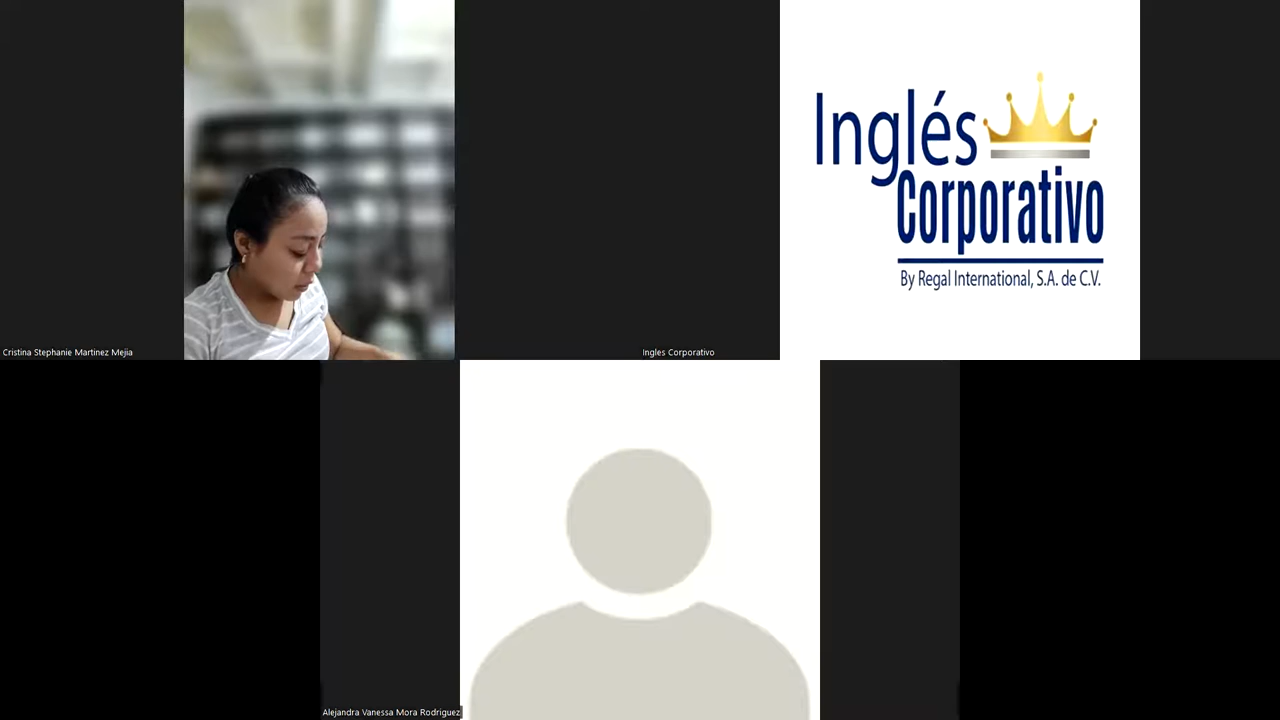 Inglés
Corporativo
By Regal International, S.A. de C.V.
Cristina Stephanie Martinez Mejia
Ingles Corporativo
Alejandra Vanessa Mora Rodriguez